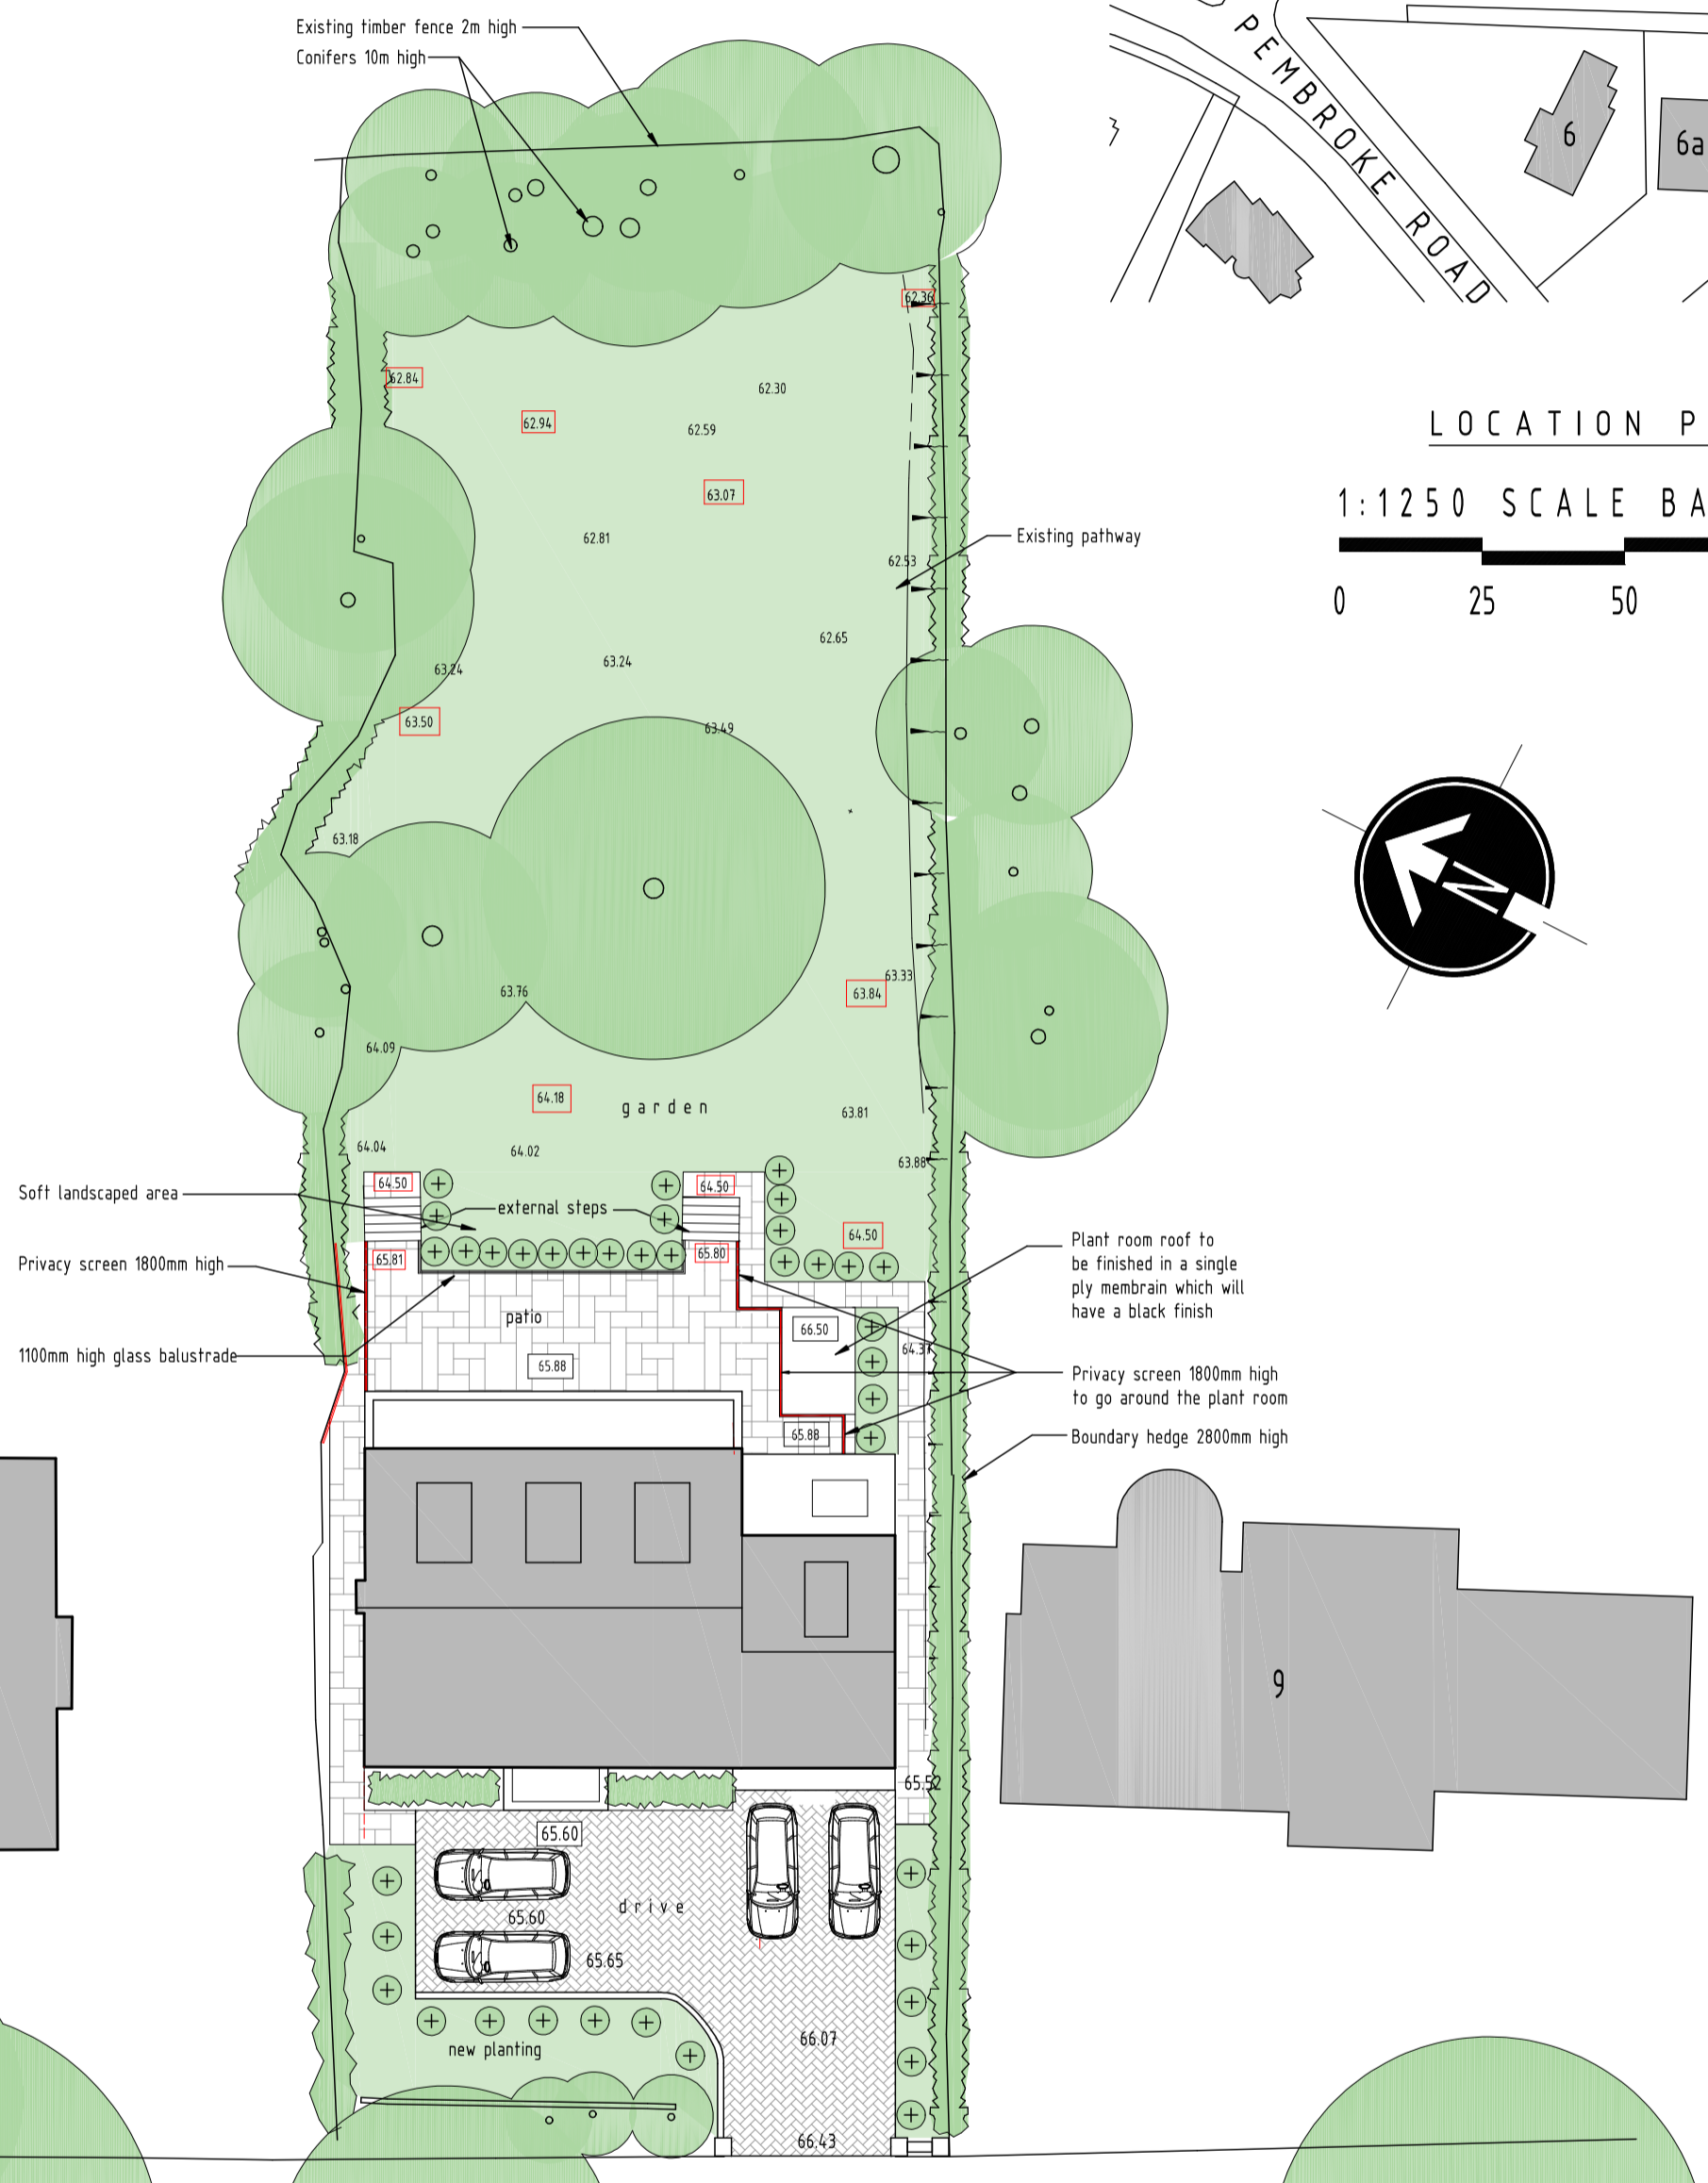 Existing timber fence 2m high
Conifers 10m high
PEMBROKE ROAD
6
6a
62.36
62.84
62.30
62.94
62.59
LOCATION P
63.07
1:1250 SCALE BA
62.81
Existing pathway
62.53
0 25 50
62.65
63.24
63.24
63.50
63.49
63.18
N
63.33
63.76
63.84
64.09
64.18
garden
63.81
64.04
64.02
63.88
64.50
64.50
Soft landscaped area
external steps
64.50
Plant room roof to
be finished in a single
ply membrain which will
have a black finish
65.81
65.80
Privacy screen 1800mm high
patio
66.50
64.37
1100mm high glass balustrade
65.88
Privacy screen 1800mm high
to go around the plant room
65.88
Boundary hedge 2800mm high
9
65.52
65.60
drive
65.60
65.65
66.07
new planting
66.43